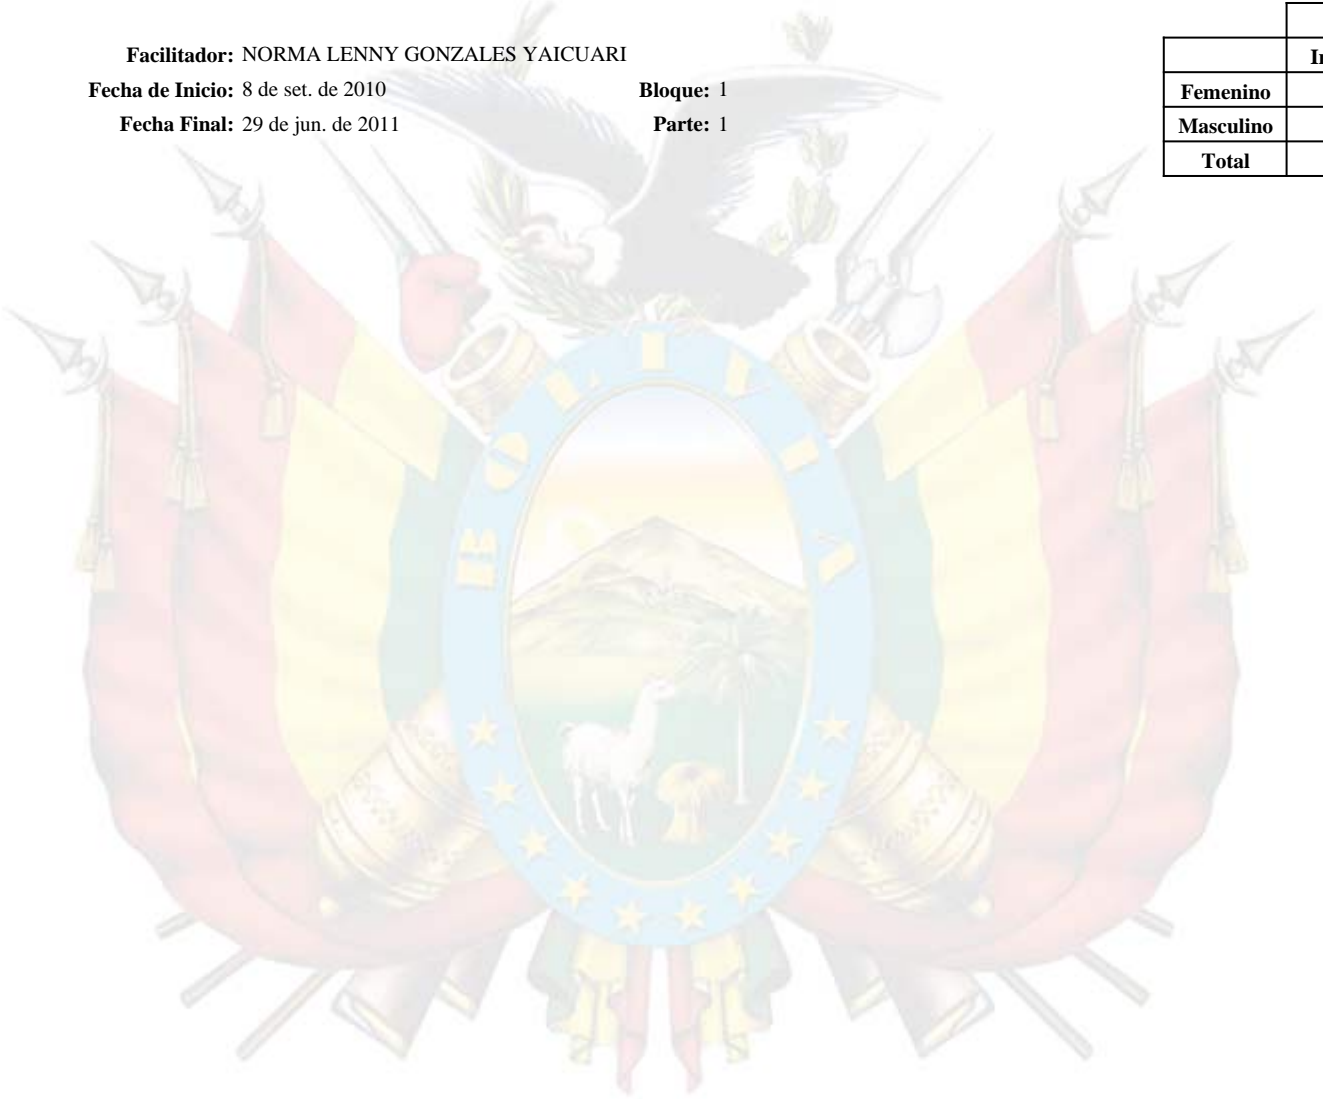 Facilitador: NORMA LENNY GONZALES YAICUARI
Fecha de Inicio: 8 de set. de 2010 Bloque: 1
Fecha Final: 29 de jun. de 2011 Parte: 1
Femenino
Masculino
Total
BOLIVIA